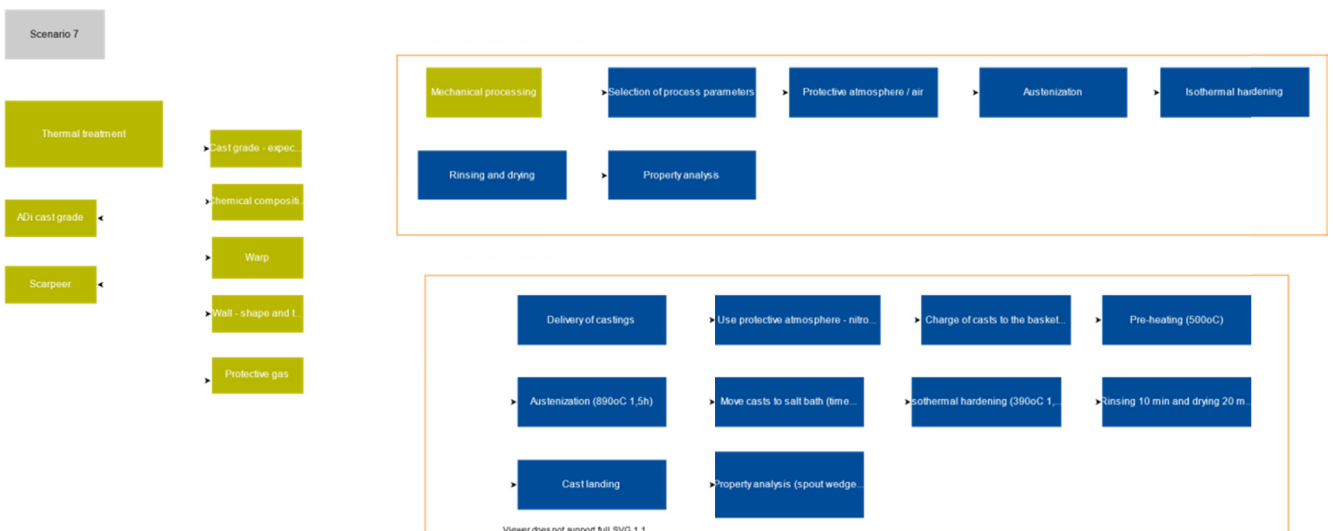 Scenario 7
Thermal treatment
ADi cast grade
Scarpeer
Cast grade - expec...
Chemical compositi...
Warp
Wall - shape and t...
Protective gas
Mechanical processing
Selection of process parameters
Protective atmosphere / air
Austenization
Isothermal hardening
Rinsing and drying
Property analysis
Delivery of castings
Use protective atmosphere - nitro...
Charge of casts to the basket...
Pre-heating (500oC)
Austenization (890oC 1,5h)
Move casts to salt bath (time...
Isothermal hardening (390oC 1,...
Rinsing 10 min and drying 20 m...
Cast landing
Property analysis (spout wedge...
Viewer does not support full SVG 1.1